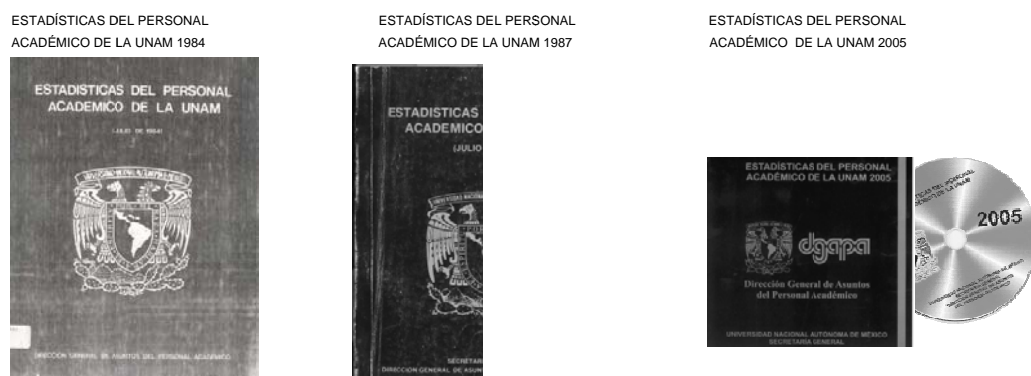 ESTADÍSTICAS DEL PERSONAL
ACADÉMICO DE LA UNAM 1984
ESTADISTICAS DEL PERSONAL
ACADEMICO DE LA UNAM
(JULIO DE 1984)
DIRECCION GENERAL DE ASUNTOS DEL PERSONAL ACADEMICO
ESTADÍSTICAS DEL PERSONAL
ACADÉMICO DE LA UNAM 1987
ESTADISTICAS
ACADEMICO
(JULIO
SECRETAR
DIRECCION GENERAL DE ASUN
ESTADÍSTICAS DEL PERSONAL
ACADÉMICO DE LA UNAM 2005
ESTADÍSTICAS DEL PERSONAL
ACADÉMICO DE LA UNAM 2005
dgapa
Dirección General de Asuntos
del Personal Académico
UNIVERSIDAD NACIONAL AUTÓNOMA DE MÉXICO
SECRETARÍA GENERAL
2005